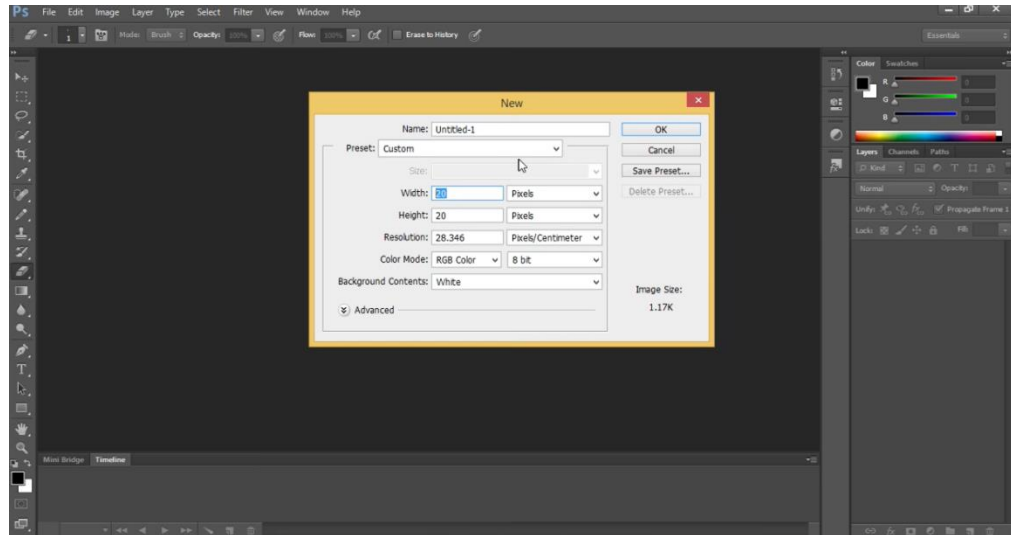 Ps File Edit Image Layer Type Select Filter View Window Help
1 Mode: Brush Opacity: 100% Flow: 100% Erase to History Essentials
Color Swatches
R 0
G 0
B 0
New
Name: Untitled-1 OK
Preset: Custom Cancel
Size: Save Preset...
Width: 20 Pixels Delete Preset...
Height: 20 Pixels
Resolution: 28.346 Pixels/Centimeter
Color Mode: RGB Color 8 bit
Background Contents: White
Image Size:
Advanced 1.17K
Layers Channels Paths
Kind T
Normal Opacity:
Unify: Propagate Frame 1
Lock: Fill:
T
Mini Bridge Timeline
fx